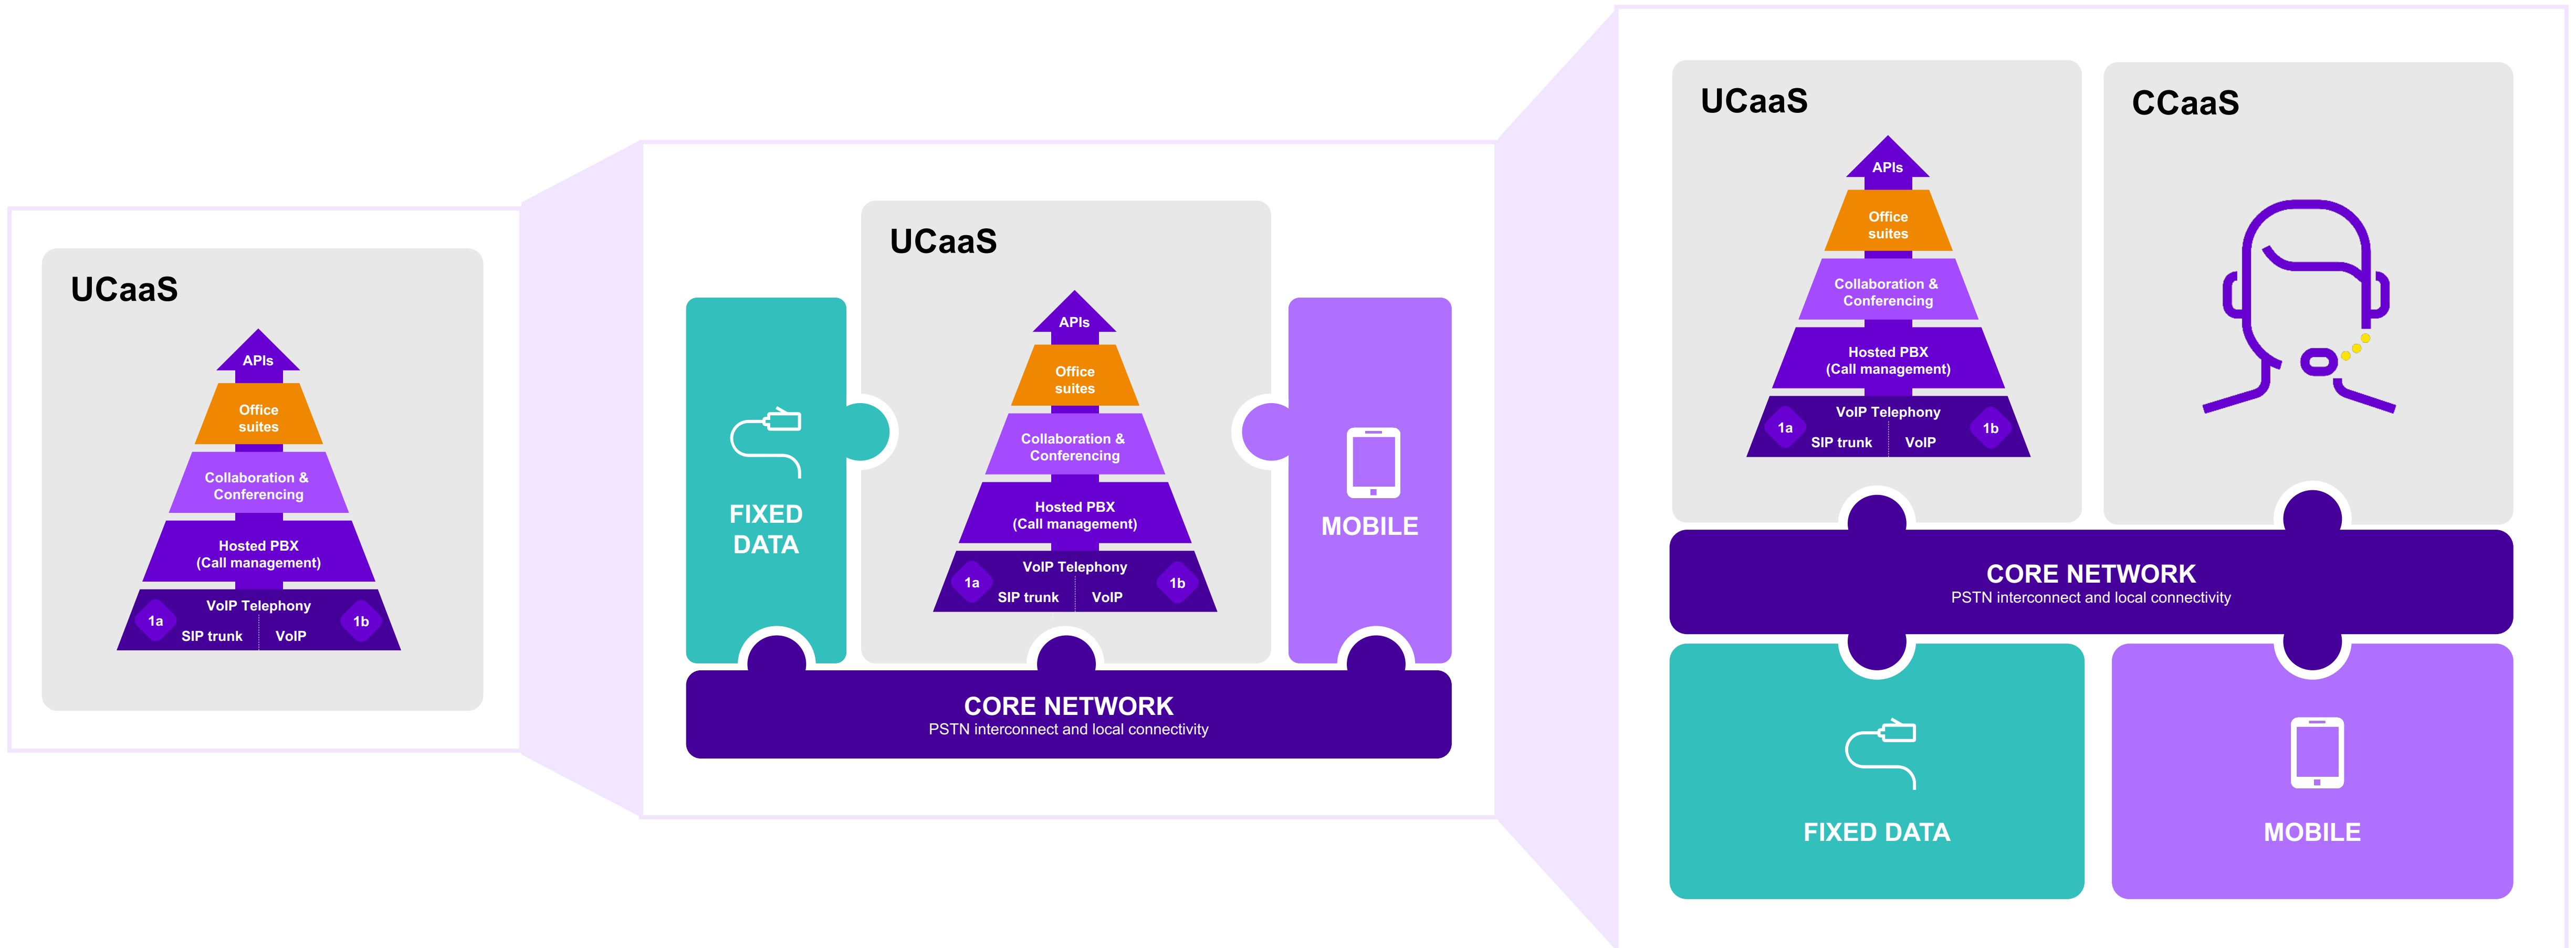 UCaaS
APIs
Office
suites
Collaboration &
Conferencing
Hosted PBX
(Call management)
VoIP Telephony
1a
SIP trunk
VoIP
1b
UCaaS
APIs
Office
suites
Collaboration &
Conferencing
Hosted PBX
(Call management)
VoIP Telephony
1a
SIP trunk
VoIP
1b
FIXED
DATA
MOBILE
CORE NETWORK
PSTN interconnect and local connectivity
UCaaS
APIs
Office
suites
Collaboration &
Conferencing
Hosted PBX
(Call management)
VoIP Telephony
1a
SIP trunk
VoIP
1b
CCaaS
CORE NETWORK
PSTN interconnect and local connectivity
FIXED DATA
MOBILE